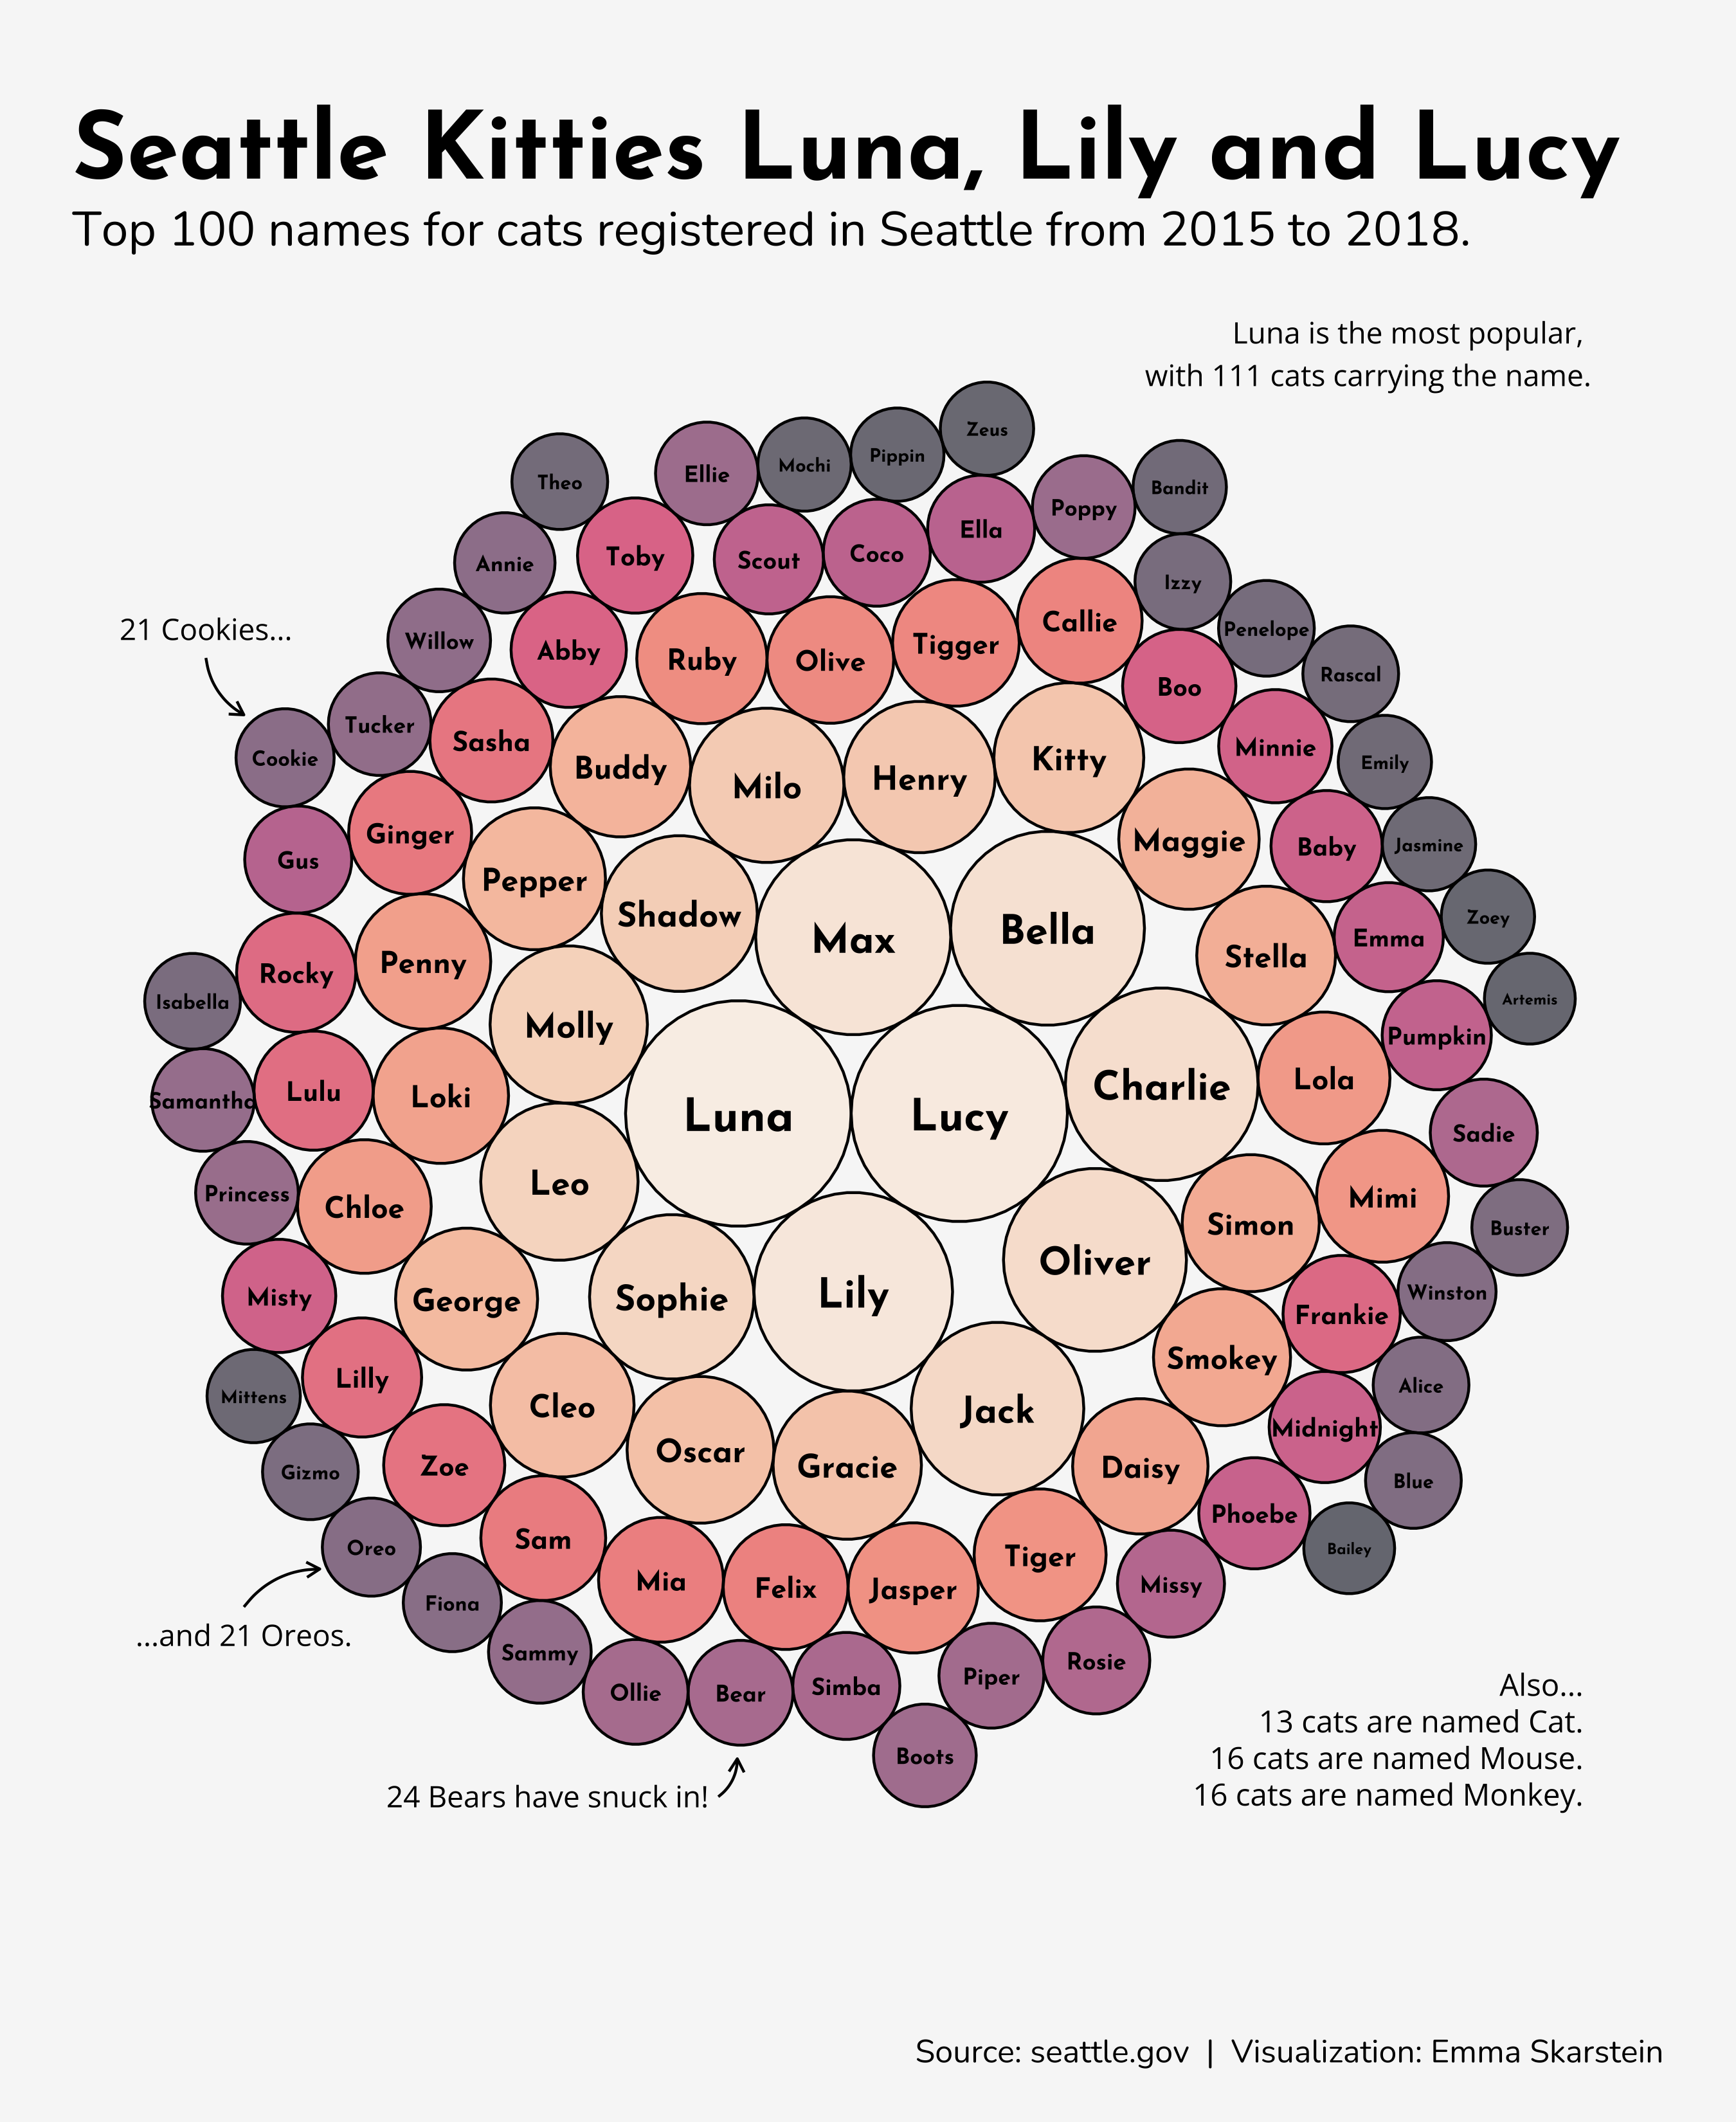 Seattle Kitties Luna, Lily and Lucy
Top 100 names for cats registered in Seattle from 2015 to 2018.
Luna is the most popular,
with 111 cats carrying the name.
Zeus
Pippin
Mochi
Ellie
Theo
Bandit
Poppy
Ella
Coco
Scout
Toby
Annie
Izzy
Callie
Penelope
21 Cookies...
Willow
Abby
Ruby
Olive
Tigger
Boo
Rascal
Tucker
Sasha
Cookie
Buddy
Milo
Henry
Kitty
Minnie
Emily
Gus
Ginger
Pepper
Maggie
Baby
Jasmine
Shadow
Max
Bella
Zoey
Rocky
Penny
Stella
Emma
Isabella
Molly
Artemis
Pumpkin
Samantha
Lulu
Loki
Luna
Lucy
Charlie
Lola
Sadie
Princess
Chloe
Leo
Simon
Mimi
Buster
Misty
George
Sophie
Lily
Oliver
Frankie
Winston
Mittens
Lilly
Cleo
Jack
Smokey
Alice
Gizmo
Zoe
Oscar
Gracie
Daisy
Midnight
Blue
Oreo
Sam
Mia
Felix
Jasper
Tiger
Phoebe
Bailey
Fiona
Missy
...and 21 Oreos.
Sammy
Ollie
Bear
Simba
Piper
Rosie
Boots
24 Bears have snuck in!
Also...
13 cats are named Cat.
16 cats are named Mouse.
16 cats are named Monkey.
Source: seattle.gov | Visualization: Emma Skarstein